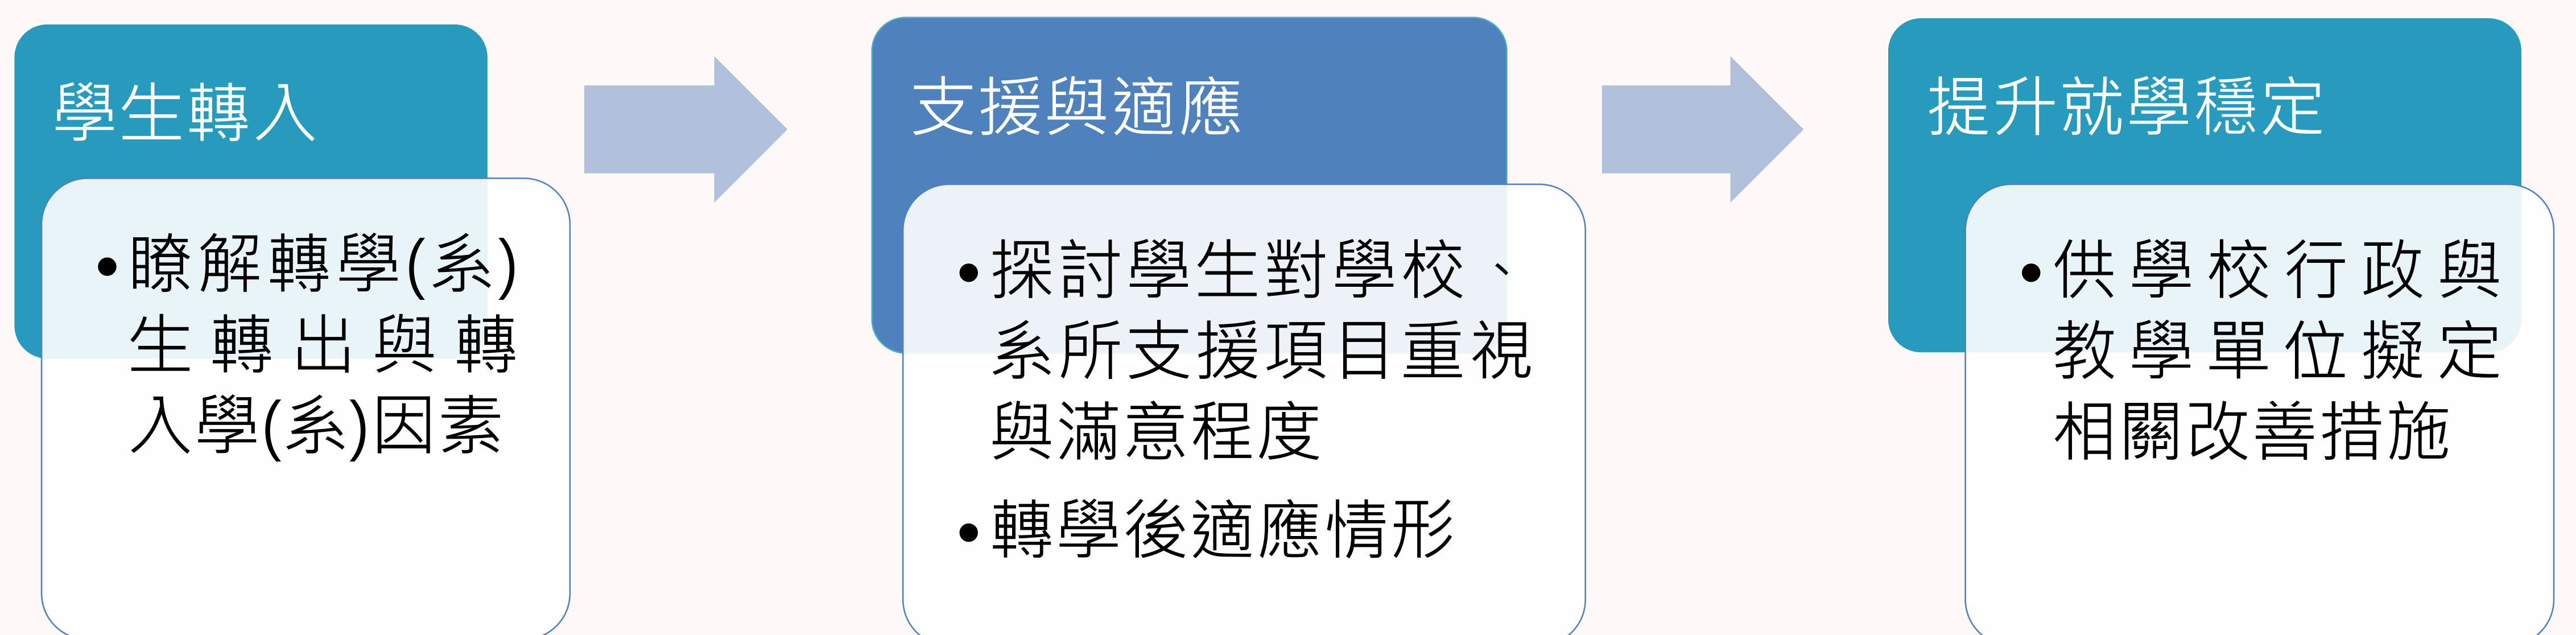 學生轉入
•瞭解轉學(系)
生轉出與轉
入學(系)因素
支援與適應
•探討學生對學校、
系所支援項目重視
與滿意程度
•轉學後適應情形
提升就學穩定
•供學校行政與
教學單位擬定
相關改善措施